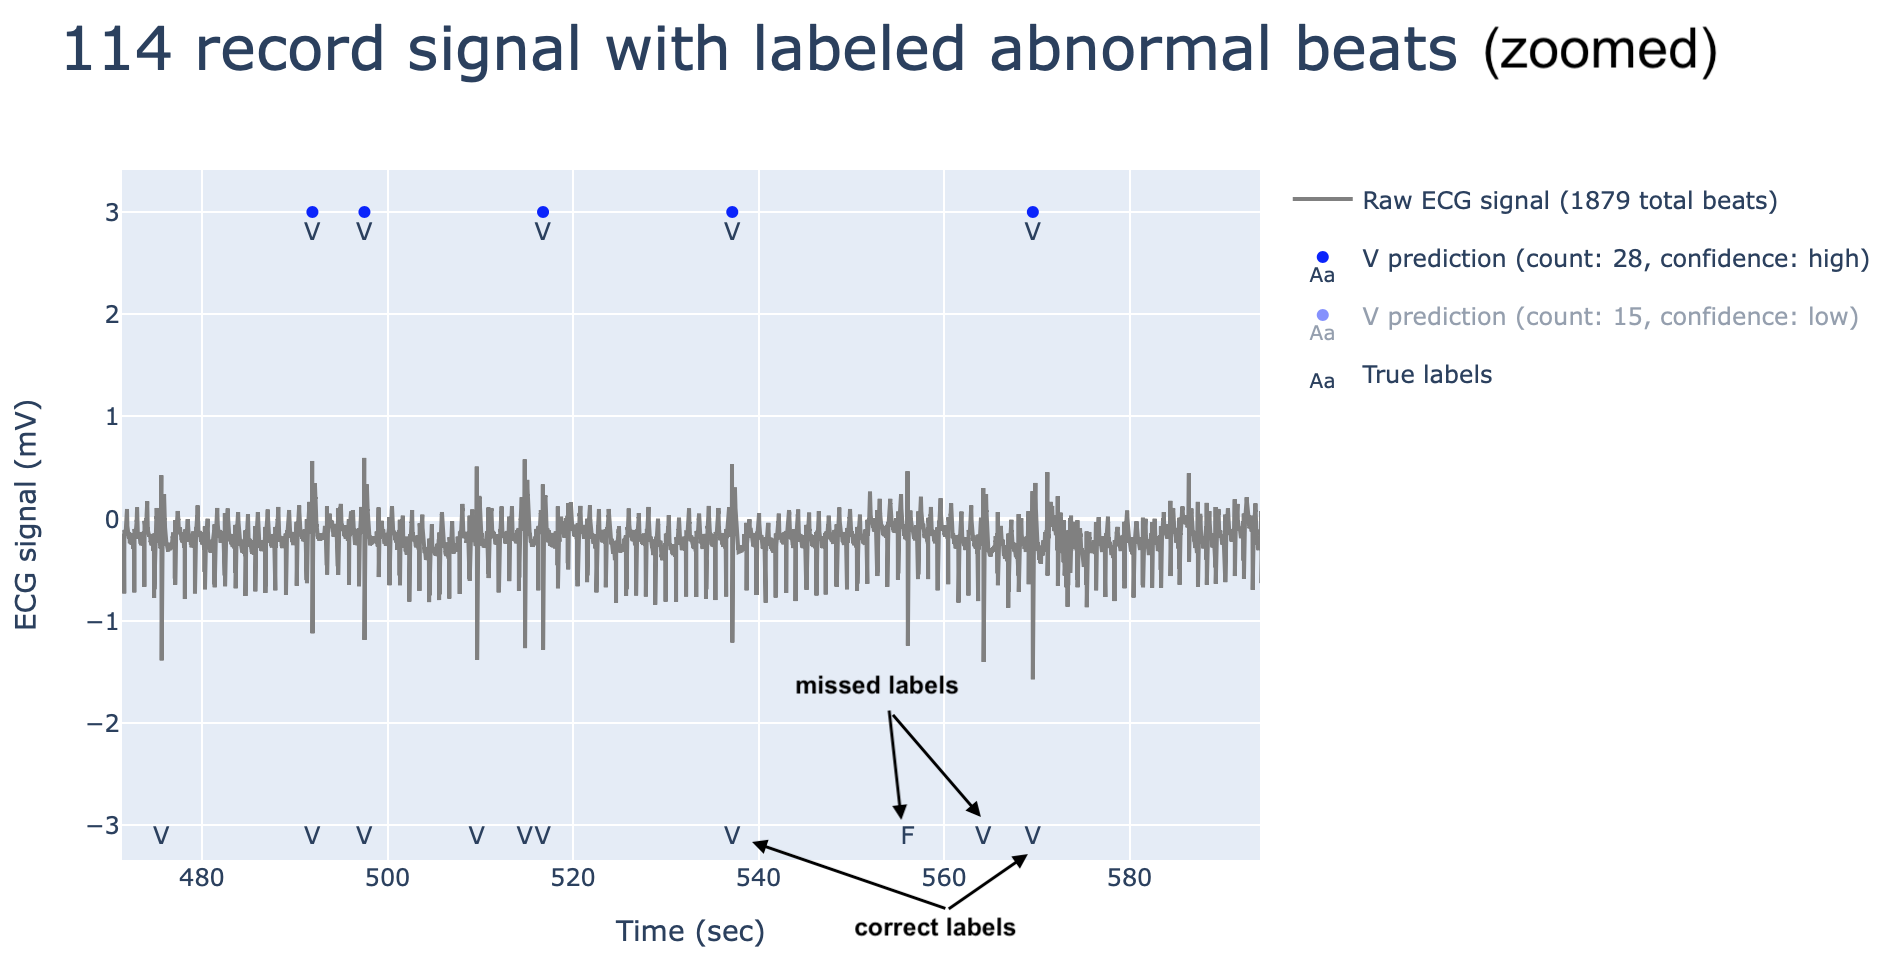 114 record signal with labeled abnormal beats (zoomed)
3
V V V V V
2
1
0
−1
−2
−3
ECG signal (mV)
missed labels
V V V V V V V F V V
480 500 520 540 560 580
Time (sec)
correct labels
Raw ECG signal (1879 total beats)
Aa V prediction (count: 28, confidence: high)
Aa V prediction (count: 15, confidence: low)
Aa True labels